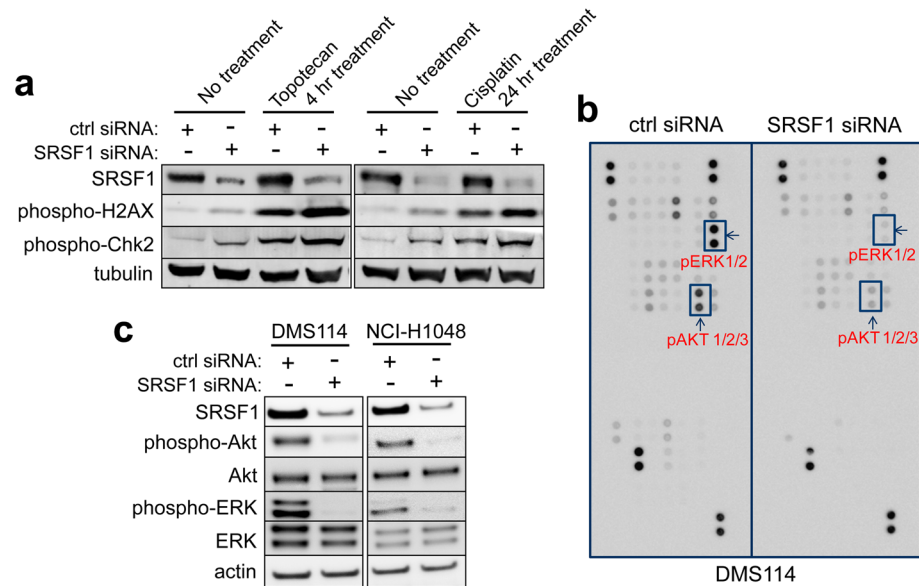 a
No treatment
Topotecan
4 hr treatment
No treatment
Cisplatin
24 hr treatment
ctrl siRNA: + - + - + - + -
SRSF1 siRNA: - + - + - + - +
SRSF1
phospho-H2AX
phospho-Chk2
tubulin
b
ctrl siRNA SRSF1 siRNA
pERK1/2 pERK1/2
pAKT 1/2/3 pAKT 1/2/3
DMS114
c
DMS114 NCI-H1048
ctrl siRNA: + - + -
SRSF1 siRNA: - + - +
SRSF1
phospho-Akt
Akt
phospho-ERK
ERK
actin